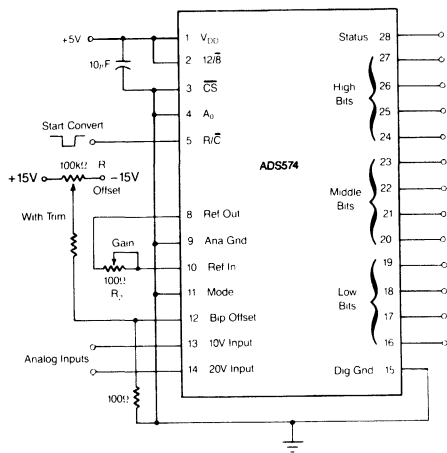 +5V
10µF
Start Convert
100kΩ R
+15V -15V
Offset
With Trim
Gain
100Ω
R₂
Analog Inputs
100Ω
1 V_DD
2 12/8̅
3 C̅S̅
4 A₀
5 R/C̅
8 Ref Out
9 Ana Gnd
10 Ref In
11 Mode
12 Bip Offset
13 10V Input
14 20V Input
ADS574
Status 28
27
High Bits
26
25
24
23
Middle Bits
22
21
20
19
Low Bits
18
17
16
Dig Gnd 15